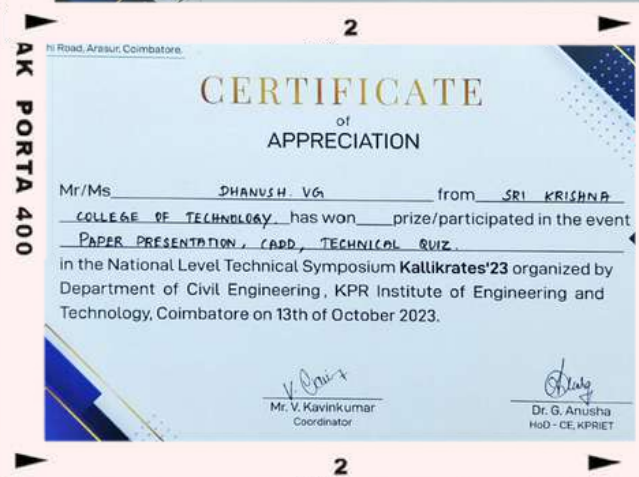 2
AK PORTA 400
hi Road, Arasur, Coimbatore.
CERTIFICATE
of
APPRECIATION
Mr/Ms DHANUSH. VG from SRI KRISHNA
COLLEGE OF TECHNOLOGY. has won prize/participated in the event
PAPER PRESENTATION, CADD, TECHNICAL QUIZ.
in the National Level Technical Symposium Kallikrates'23 organized by
Department of Civil Engineering, KPR Institute of Engineering and
Technology, Coimbatore on 13th of October 2023.
Mr. V. Kavinkumar
Coordinator
Dr. G. Anusha
HoD - CE, KPRIET
2